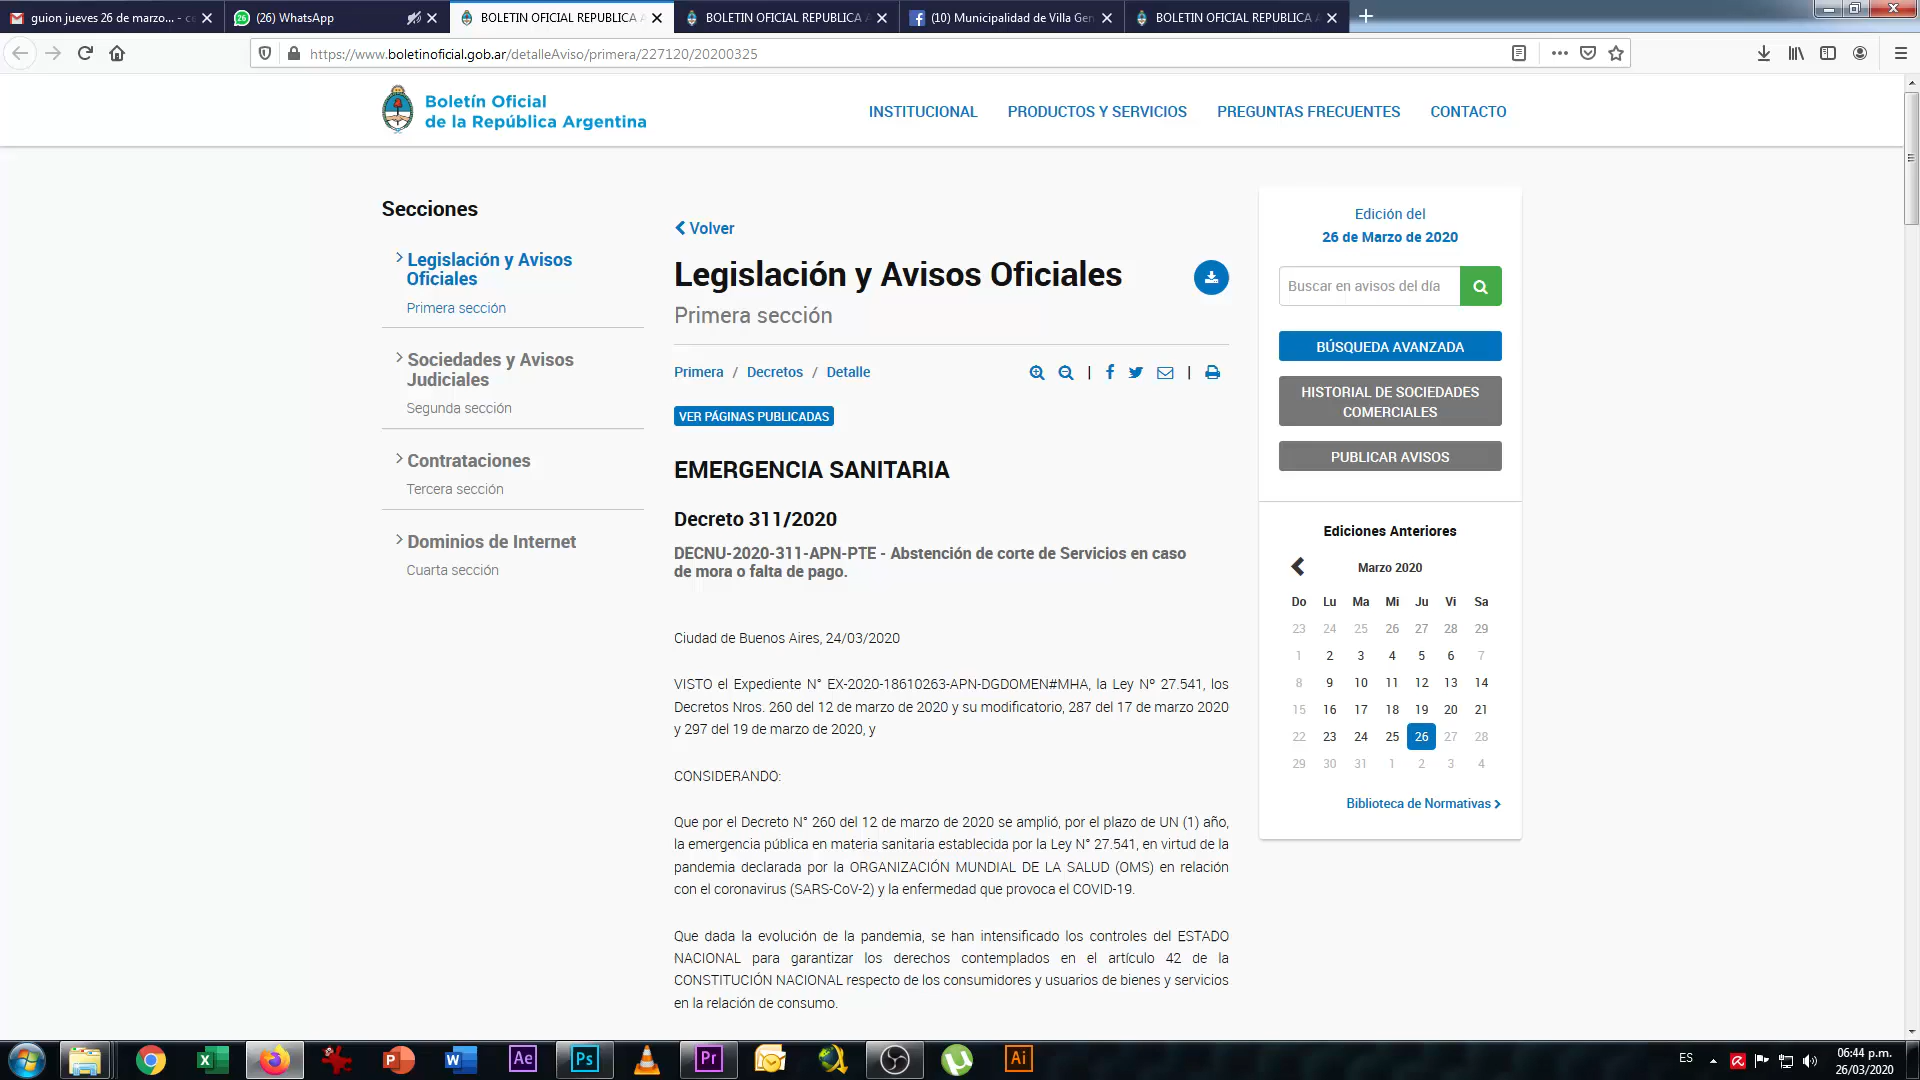 guion jueves 26 de marzo... - c
(26) WhatsApp
BOLETIN OFICIAL REPUBLICA A
BOLETIN OFICIAL REPUBLICA A
(10) Municipalidad de Villa Gen
BOLETIN OFICIAL REPUBLICA A
https://www.boletinoficial.gob.ar/detalleAviso/primera/227120/20200325
Boletín Oficial
de la República Argentina
INSTITUCIONAL
PRODUCTOS Y SERVICIOS
PREGUNTAS FRECUENTES
CONTACTO
Secciones
Legislación y Avisos
Oficiales
Primera sección
Sociedades y Avisos
Judiciales
Segunda sección
Contrataciones
Tercera sección
Dominios de Internet
Cuarta sección
Volver
Legislación y Avisos Oficiales
Primera sección
Primera / Decretos / Detalle
| |
VER PÁGINAS PUBLICADAS
EMERGENCIA SANITARIA
Decreto 311/2020
DECNU-2020-311-APN-PTE - Abstención de corte de Servicios en caso
de mora o falta de pago.
Ciudad de Buenos Aires, 24/03/2020
VISTO el Expediente N° EX-2020-18610263-APN-DGDOMEN#MHA, la Ley Nº 27.541, los
Decretos Nros. 260 del 12 de marzo de 2020 y su modificatorio, 287 del 17 de marzo 2020
y 297 del 19 de marzo de 2020, y
CONSIDERANDO:
Que por el Decreto N° 260 del 12 de marzo de 2020 se amplió, por el plazo de UN (1) año,
la emergencia pública en materia sanitaria establecida por la Ley N° 27.541, en virtud de la
pandemia declarada por la ORGANIZACIÓN MUNDIAL DE LA SALUD (OMS) en relación
con el coronavirus (SARS-CoV-2) y la enfermedad que provoca el COVID-19.
Que dada la evolución de la pandemia, se han intensificado los controles del ESTADO
NACIONAL para garantizar los derechos contemplados en el artículo 42 de la
CONSTITUCIÓN NACIONAL respecto de los consumidores y usuarios de bienes y servicios
en la relación de consumo.
Edición del
26 de Marzo de 2020
Buscar en avisos del día
BÚSQUEDA AVANZADA
HISTORIAL DE SOCIEDADES
COMERCIALES
PUBLICAR AVISOS
Ediciones Anteriores
Marzo 2020
Do Lu Ma Mi Ju Vi Sa
23 24 25 26 27 28 29
1 2 3 4 5 6 7
8 9 10 11 12 13 14
15 16 17 18 19 20 21
22 23 24 25 26 27 28
29 30 31 1 2 3 4
Biblioteca de Normativas
Ae
Ps
Pr
Ai
ES
06:44 p.m.
26/03/2020